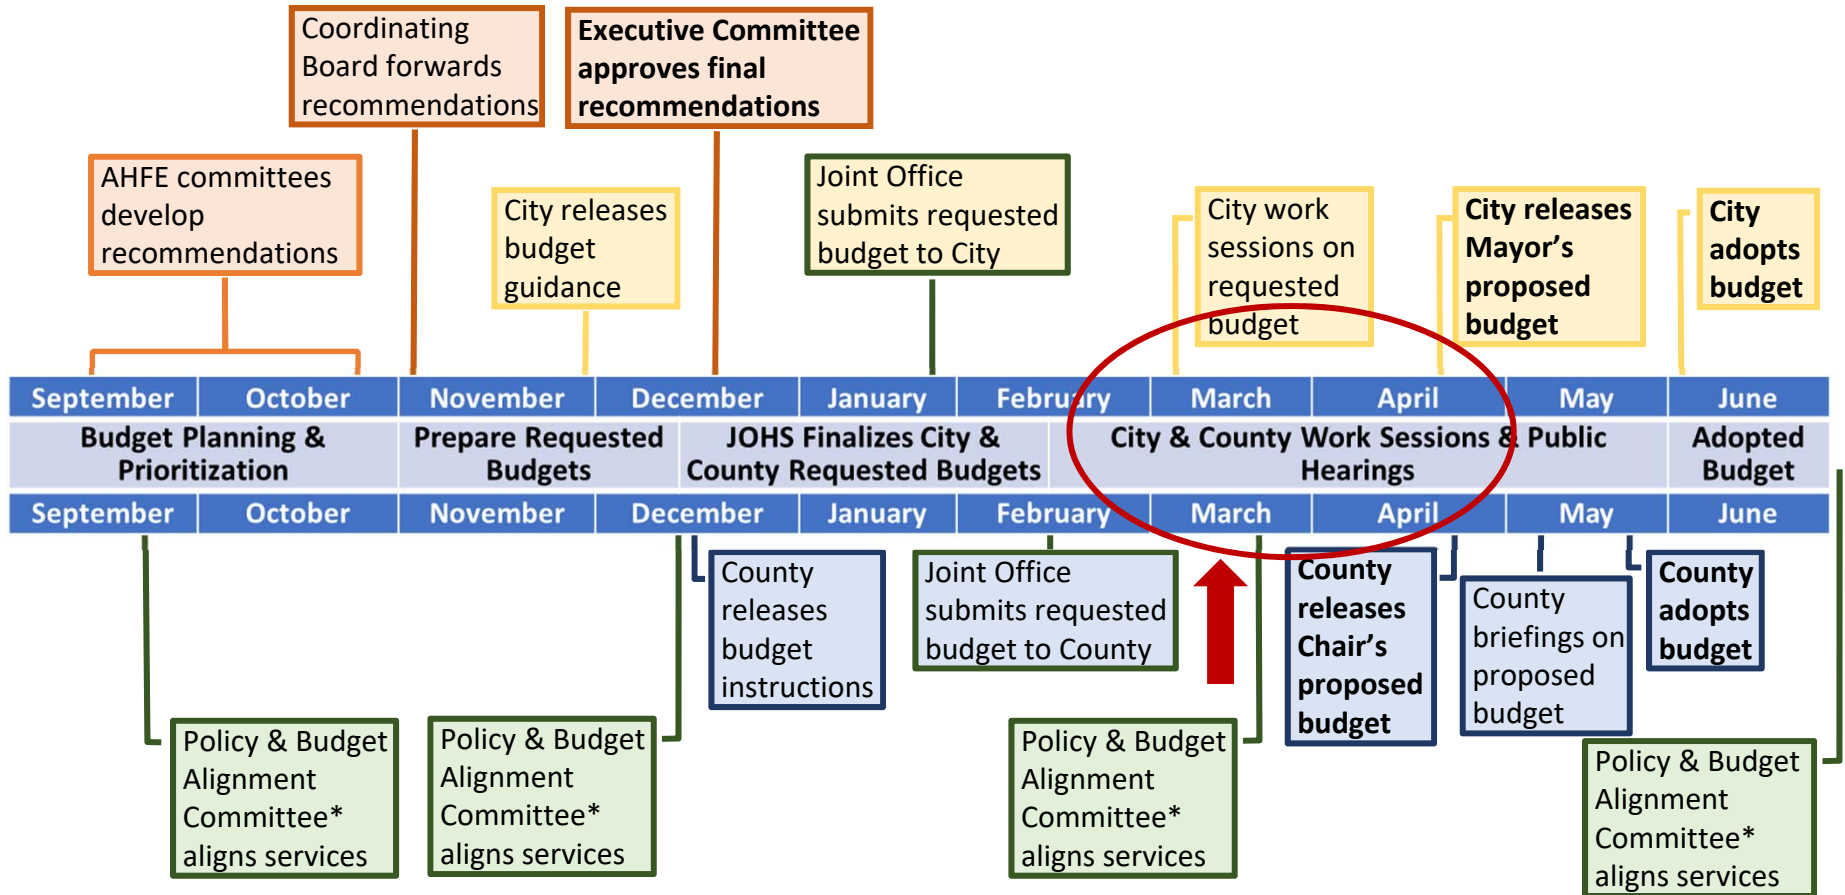 Coordinating
Board forwards
recommendations
Executive Committee
approves final
recommendations
AHFE committees
develop
recommendations
City releases
budget
guidance
Joint Office
submits requested
budget to City
City work
sessions on
requested
budget
City releases
Mayor’s
proposed
budget
City
adopts
budget
September October November December January February March April May June
Budget Planning &
Prioritization
Prepare Requested
Budgets
JOHS Finalizes City &
County Requested Budgets
City & County Work Sessions & Public
Hearings
Adopted
Budget
September October November December January February March April May June
County
releases
budget
instructions
Joint Office
submits requested
budget to County
County
releases
Chair’s
proposed
budget
County
briefings on
proposed
budget
County
adopts
budget
Policy & Budget
Alignment
Committee*
aligns services
Policy & Budget
Alignment
Committee*
aligns services
Policy & Budget
Alignment
Committee*
aligns services
Policy & Budget
Alignment
Committee*
aligns services